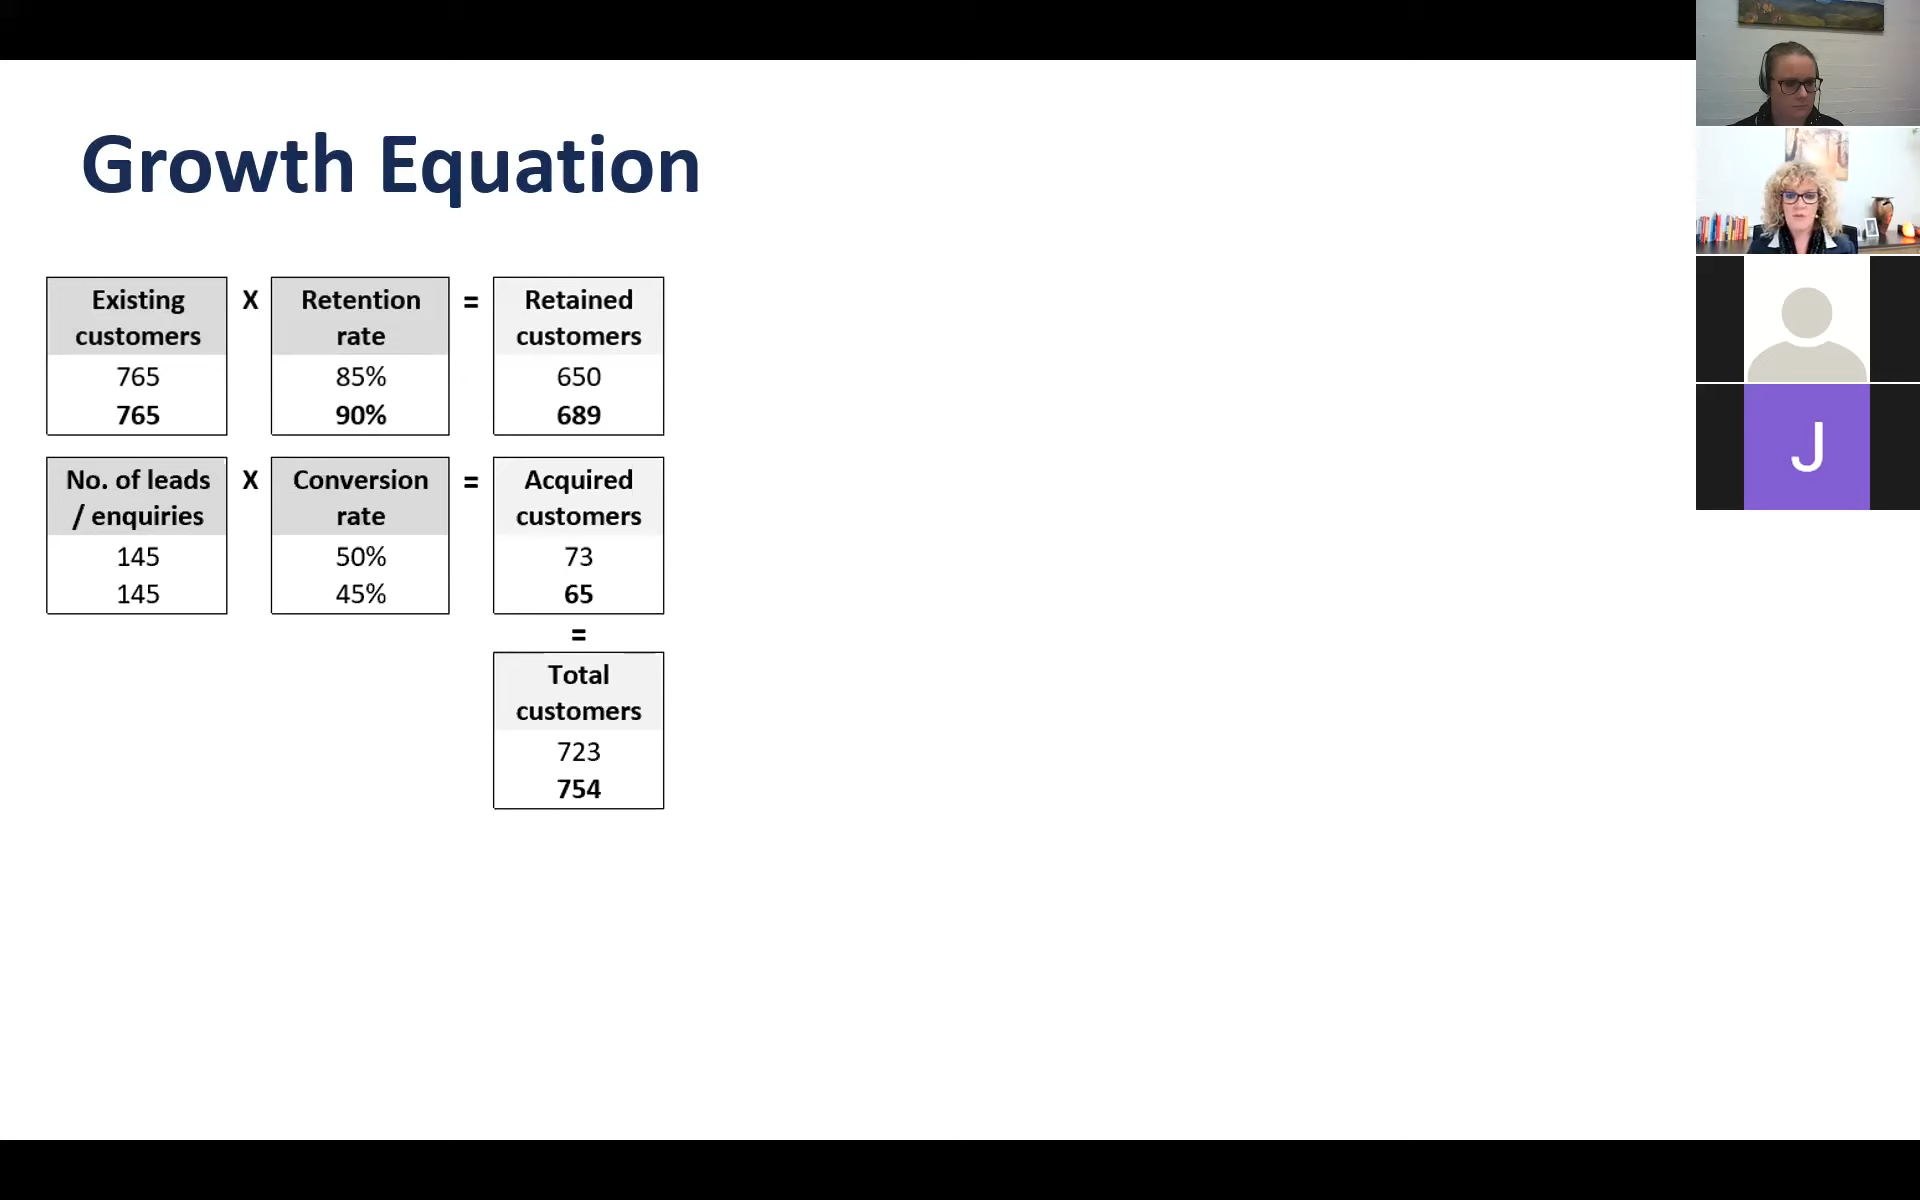 Growth Equation
Existing customers X Retention rate = Retained customers
765 85% 650
765 90% 689
No. of leads / enquiries X Conversion rate = Acquired customers
145 50% 73
145 45% 65
=
Total customers
723
754
J